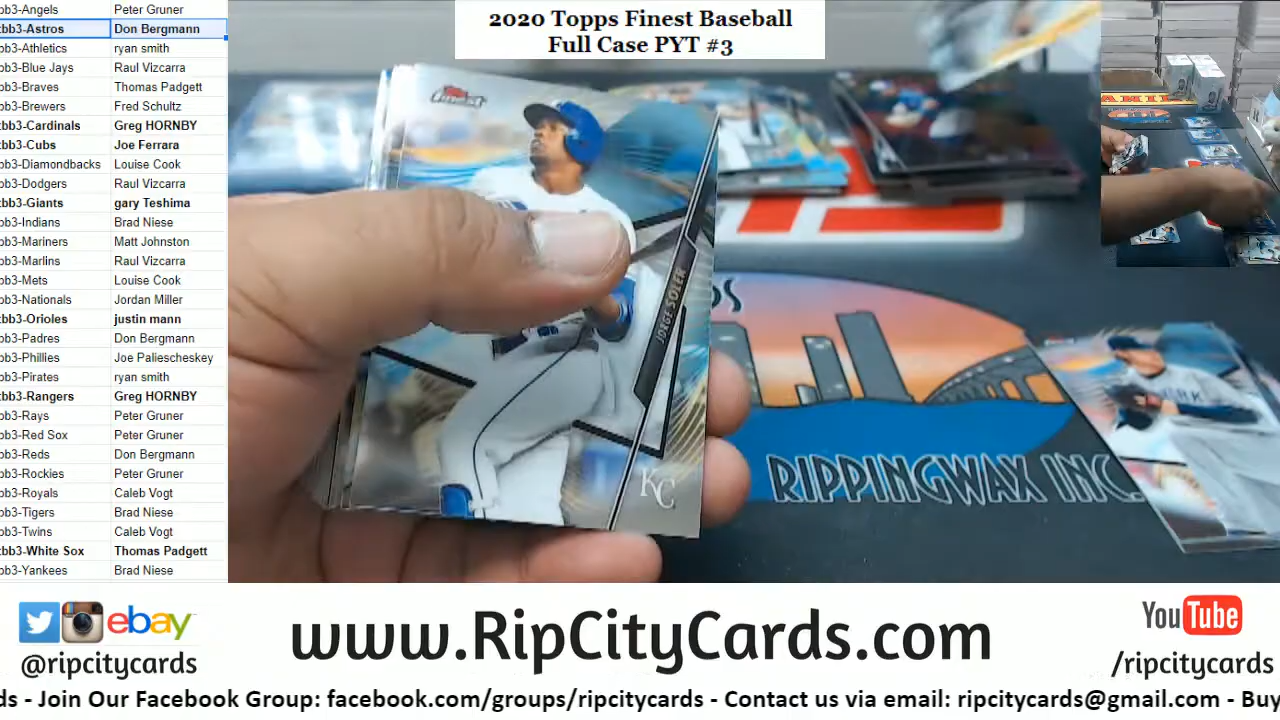 bb3-Angels Peter Gruner
bb3-Astros Don Bergmann
bb3-Athletics ryan smith
bb3-Blue Jays Raul Vizcarra
bb3-Braves Thomas Padgett
bb3-Brewers Fred Schultz
bb3-Cardinals Greg HORNBY
bb3-Cubs Joe Ferrara
bb3-Diamondbacks Louise Cook
bb3-Dodgers Raul Vizcarra
bb3-Giants gary Teshima
bb3-Indians Brad Niese
bb3-Mariners Matt Johnston
bb3-Marlins Raul Vizcarra
bb3-Mets Louise Cook
bb3-Nationals Jordan Miller
bb3-Orioles justin mann
bb3-Padres Don Bergmann
bb3-Phillies Joe Paliescheskey
bb3-Pirates ryan smith
bb3-Rangers Greg HORNBY
bb3-Rays Peter Gruner
bb3-Red Sox Peter Gruner
bb3-Reds Don Bergmann
bb3-Rockies Peter Gruner
bb3-Royals Caleb Vogt
bb3-Tigers Brad Niese
bb3-Twins Caleb Vogt
bb3-White Sox Thomas Padgett
bb3-Yankees Brad Niese
2020 Topps Finest Baseball
Full Case PYT #3
Finest
JORGE SOLER
KC
RIPPINGWAX INC.
ebay
@ripcitycards
www.RipCityCards.com
YouTube
/ripcitycards
ds - Join Our Facebook Group: facebook.com/groups/ripcitycards - Contact us via email: ripcitycards@gmail.com - Buy